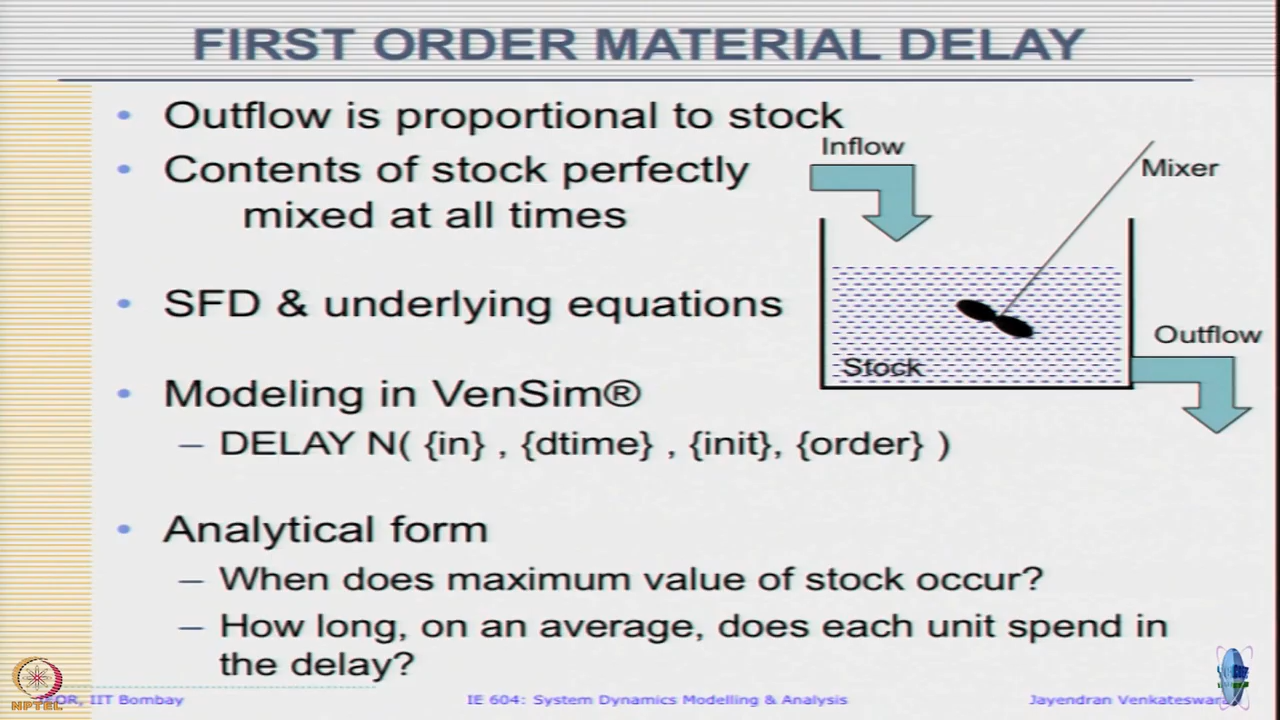 FIRST ORDER MATERIAL DELAY
• Outflow is proportional to stock
• Contents of stock perfectly
mixed at all times
• SFD & underlying equations
• Modeling in VenSim®
– DELAY N( {in} , {dtime} , {init}, {order} )
• Analytical form
– When does maximum value of stock occur?
– How long, on an average, does each unit spend in
the delay?
Inflow
Mixer
Stock
Outflow
IIT Bombay
NPTEL
IE 604: System Dynamics Modelling & Analysis
Jayendran